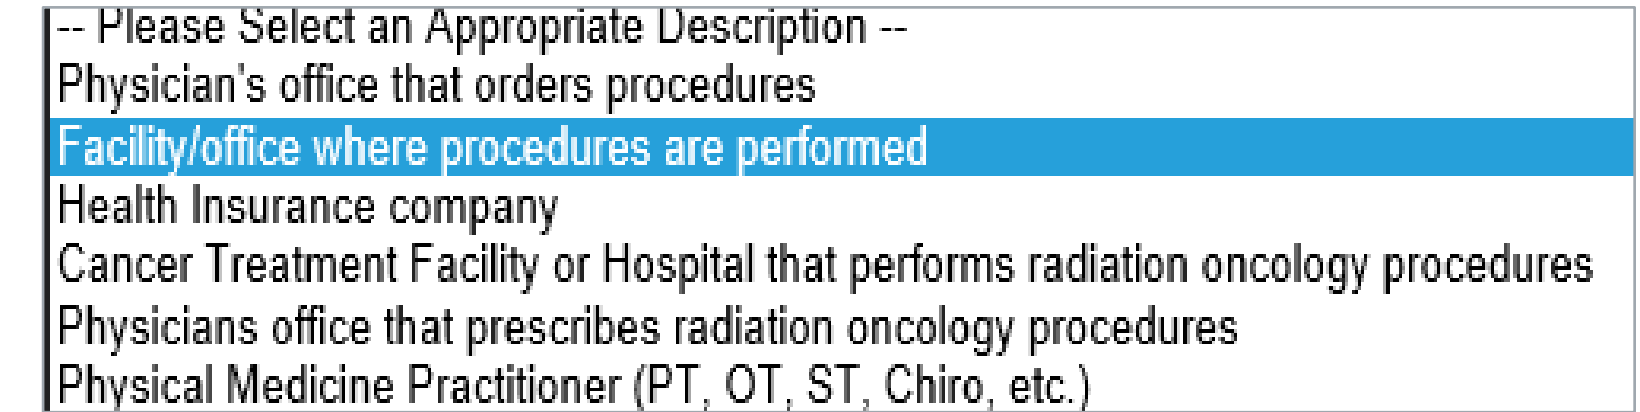 -- Please Select an Appropriate Description --
Physician's office that orders procedures
Facility/office where procedures are performed
Health Insurance company
Cancer Treatment Facility or Hospital that performs radiation oncology procedures
Physicians office that prescribes radiation oncology procedures
Physical Medicine Practitioner (PT, OT, ST, Chiro, etc.)